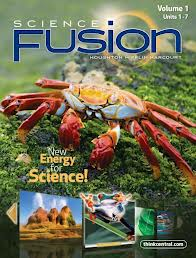 Volume 1
Units 1 - 7
SCIENCE
FUSION
HOUGHTON MIFFLIN HARCOURT
New
Energy
for
Science!
thinkcentral.com